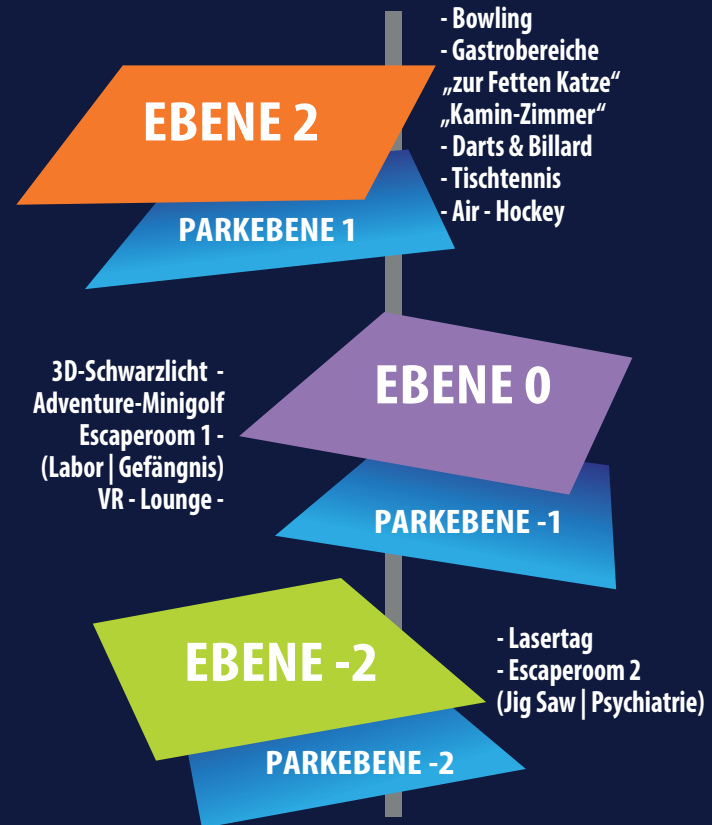 - Bowling
- Gastrobereiche
„zur Fetten Katze“
„Kamin-Zimmer“
- Darts & Billard
- Tischtennis
- Air - Hockey
EBENE 2
PARKEBENE 1
3D-Schwarzlicht -
Adventure-Minigolf
Escaperoom 1 -
(Labor | Gefängnis)
VR - Lounge -
EBENE 0
PARKEBENE -1
EBENE -2
- Lasertag
- Escaperoom 2
(Jig Saw | Psychiatrie)
PARKEBENE -2